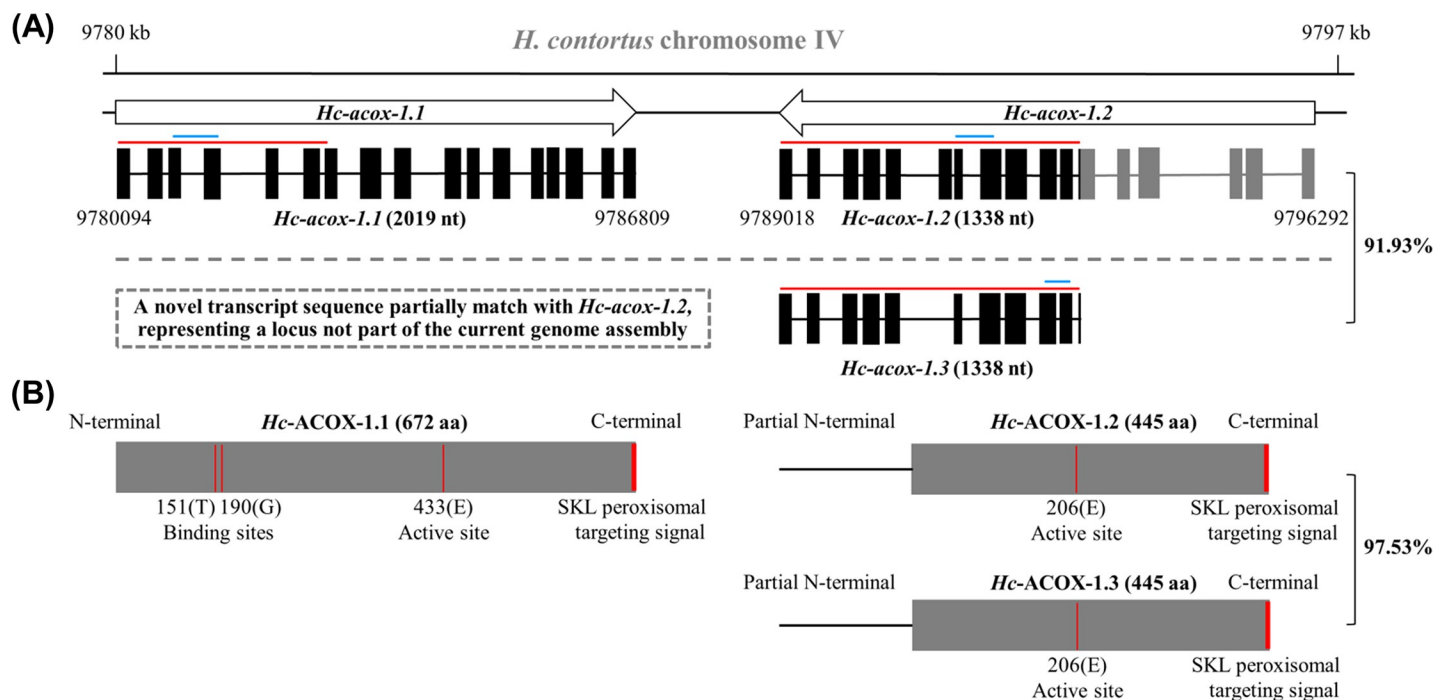 (A)
9780 kb
H. contortus chromosome IV
9797 kb
Hc-acox-1.1
Hc-acox-1.2
9780094
Hc-acox-1.1 (2019 nt)
9786809
9789018
Hc-acox-1.2 (1338 nt)
9796292
91.93%
A novel transcript sequence partially match with Hc-acox-1.2,
representing a locus not part of the current genome assembly
Hc-acox-1.3 (1338 nt)
(B)
N-terminal
Hc-ACOX-1.1 (672 aa)
C-terminal
151(T) 190(G)
Binding sites
433(E)
Active site
SKL peroxisomal
targeting signal
Partial N-terminal
Hc-ACOX-1.2 (445 aa)
C-terminal
206(E)
Active site
SKL peroxisomal
targeting signal
97.53%
Partial N-terminal
Hc-ACOX-1.3 (445 aa)
C-terminal
206(E)
Active site
SKL peroxisomal
targeting signal